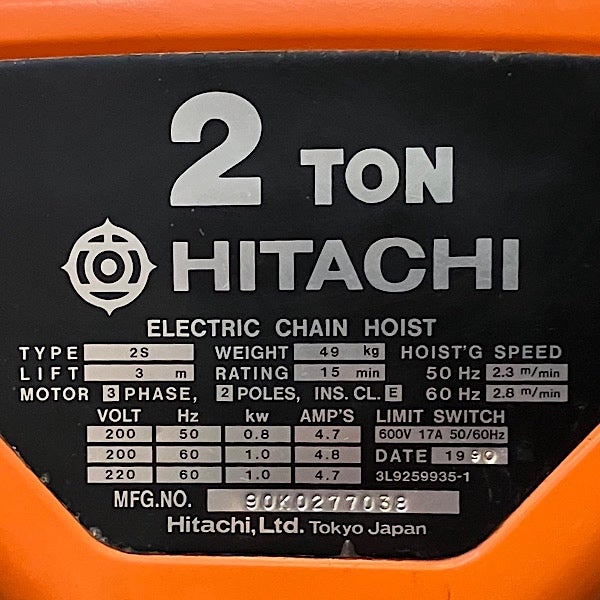 2 TON
HITACHI
ELECTRIC CHAIN HOIST
TYPE 2S WEIGHT 49 kg HOIST'G SPEED
LIFT 3 m RATING 15 min 50 Hz 2.3 m/min
MOTOR 3 PHASE, 2 POLES, INS. CL. E 60 Hz 2.8 m/min
VOLT Hz kw AMP'S LIMIT SWITCH
200 50 0.8 4.7 600V 17A 50/60Hz
200 60 1.0 4.8 DATE 1990
220 60 1.0 4.7 3L9259935-1
MFG.NO. 90K0277038
Hitachi, Ltd. Tokyo Japan